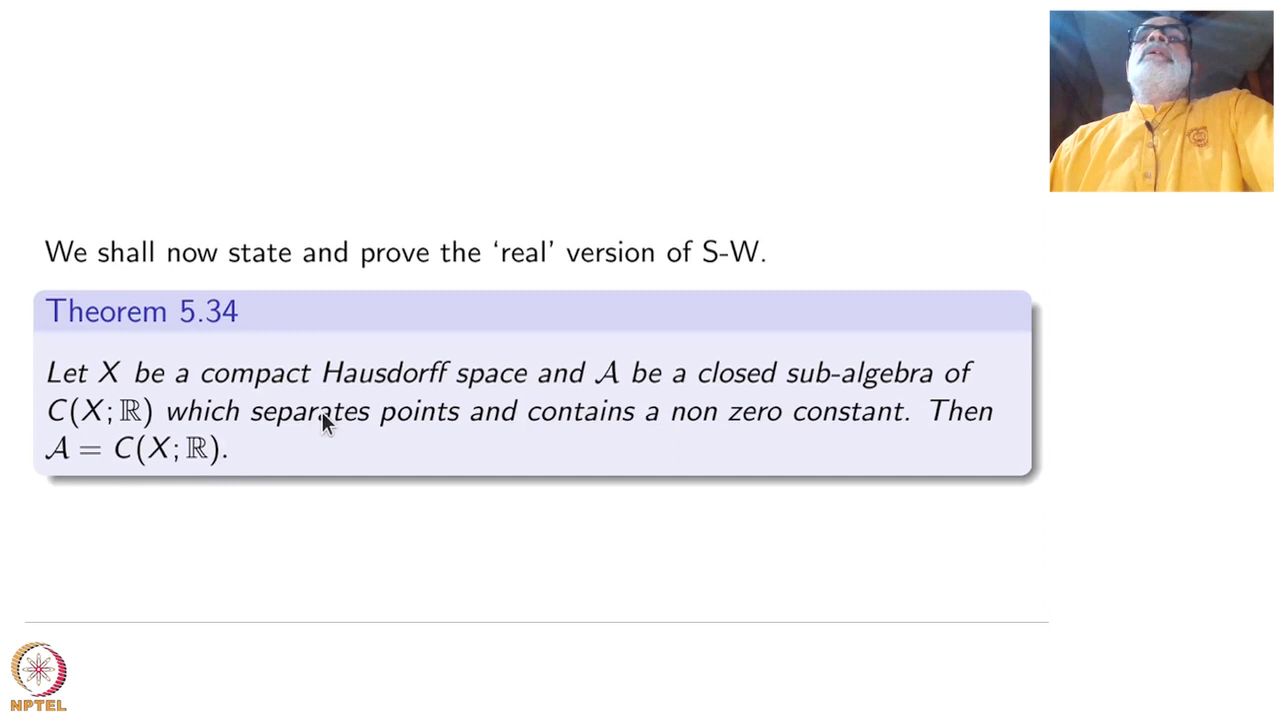 We shall now state and prove the ‘real’ version of S-W.
Theorem 5.34
Let X be a compact Hausdorff space and 𝒜 be a closed sub-algebra of
C(X; ℝ) which separates points and contains a non zero constant. Then
𝒜 = C(X; ℝ).
NPTEL